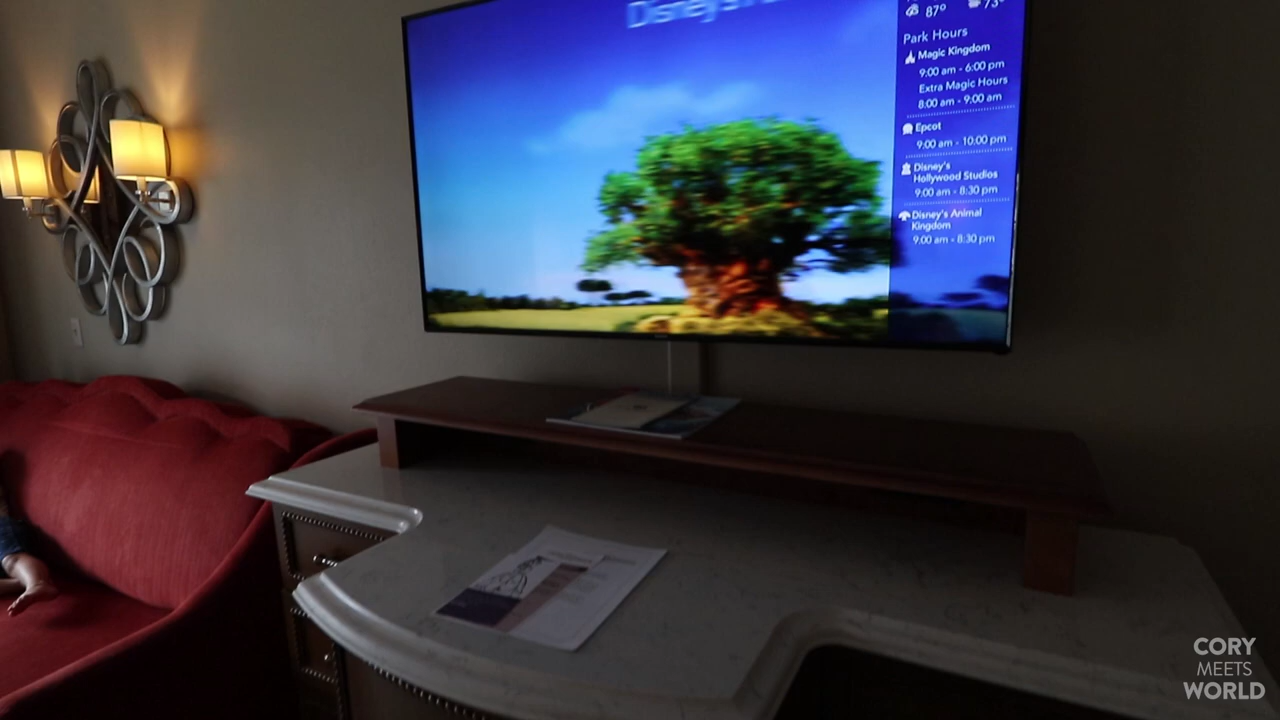 87° 73°
Park Hours
Magic Kingdom
9:00 am - 6:00 pm
Extra Magic Hours
8:00 am - 9:00 am
Epcot
9:00 am - 10:00 pm
Disney's
Hollywood Studios
9:00 am - 8:30 pm
Disney's Animal
Kingdom
9:00 am - 8:30 pm
CORY
MEETS
WORLD